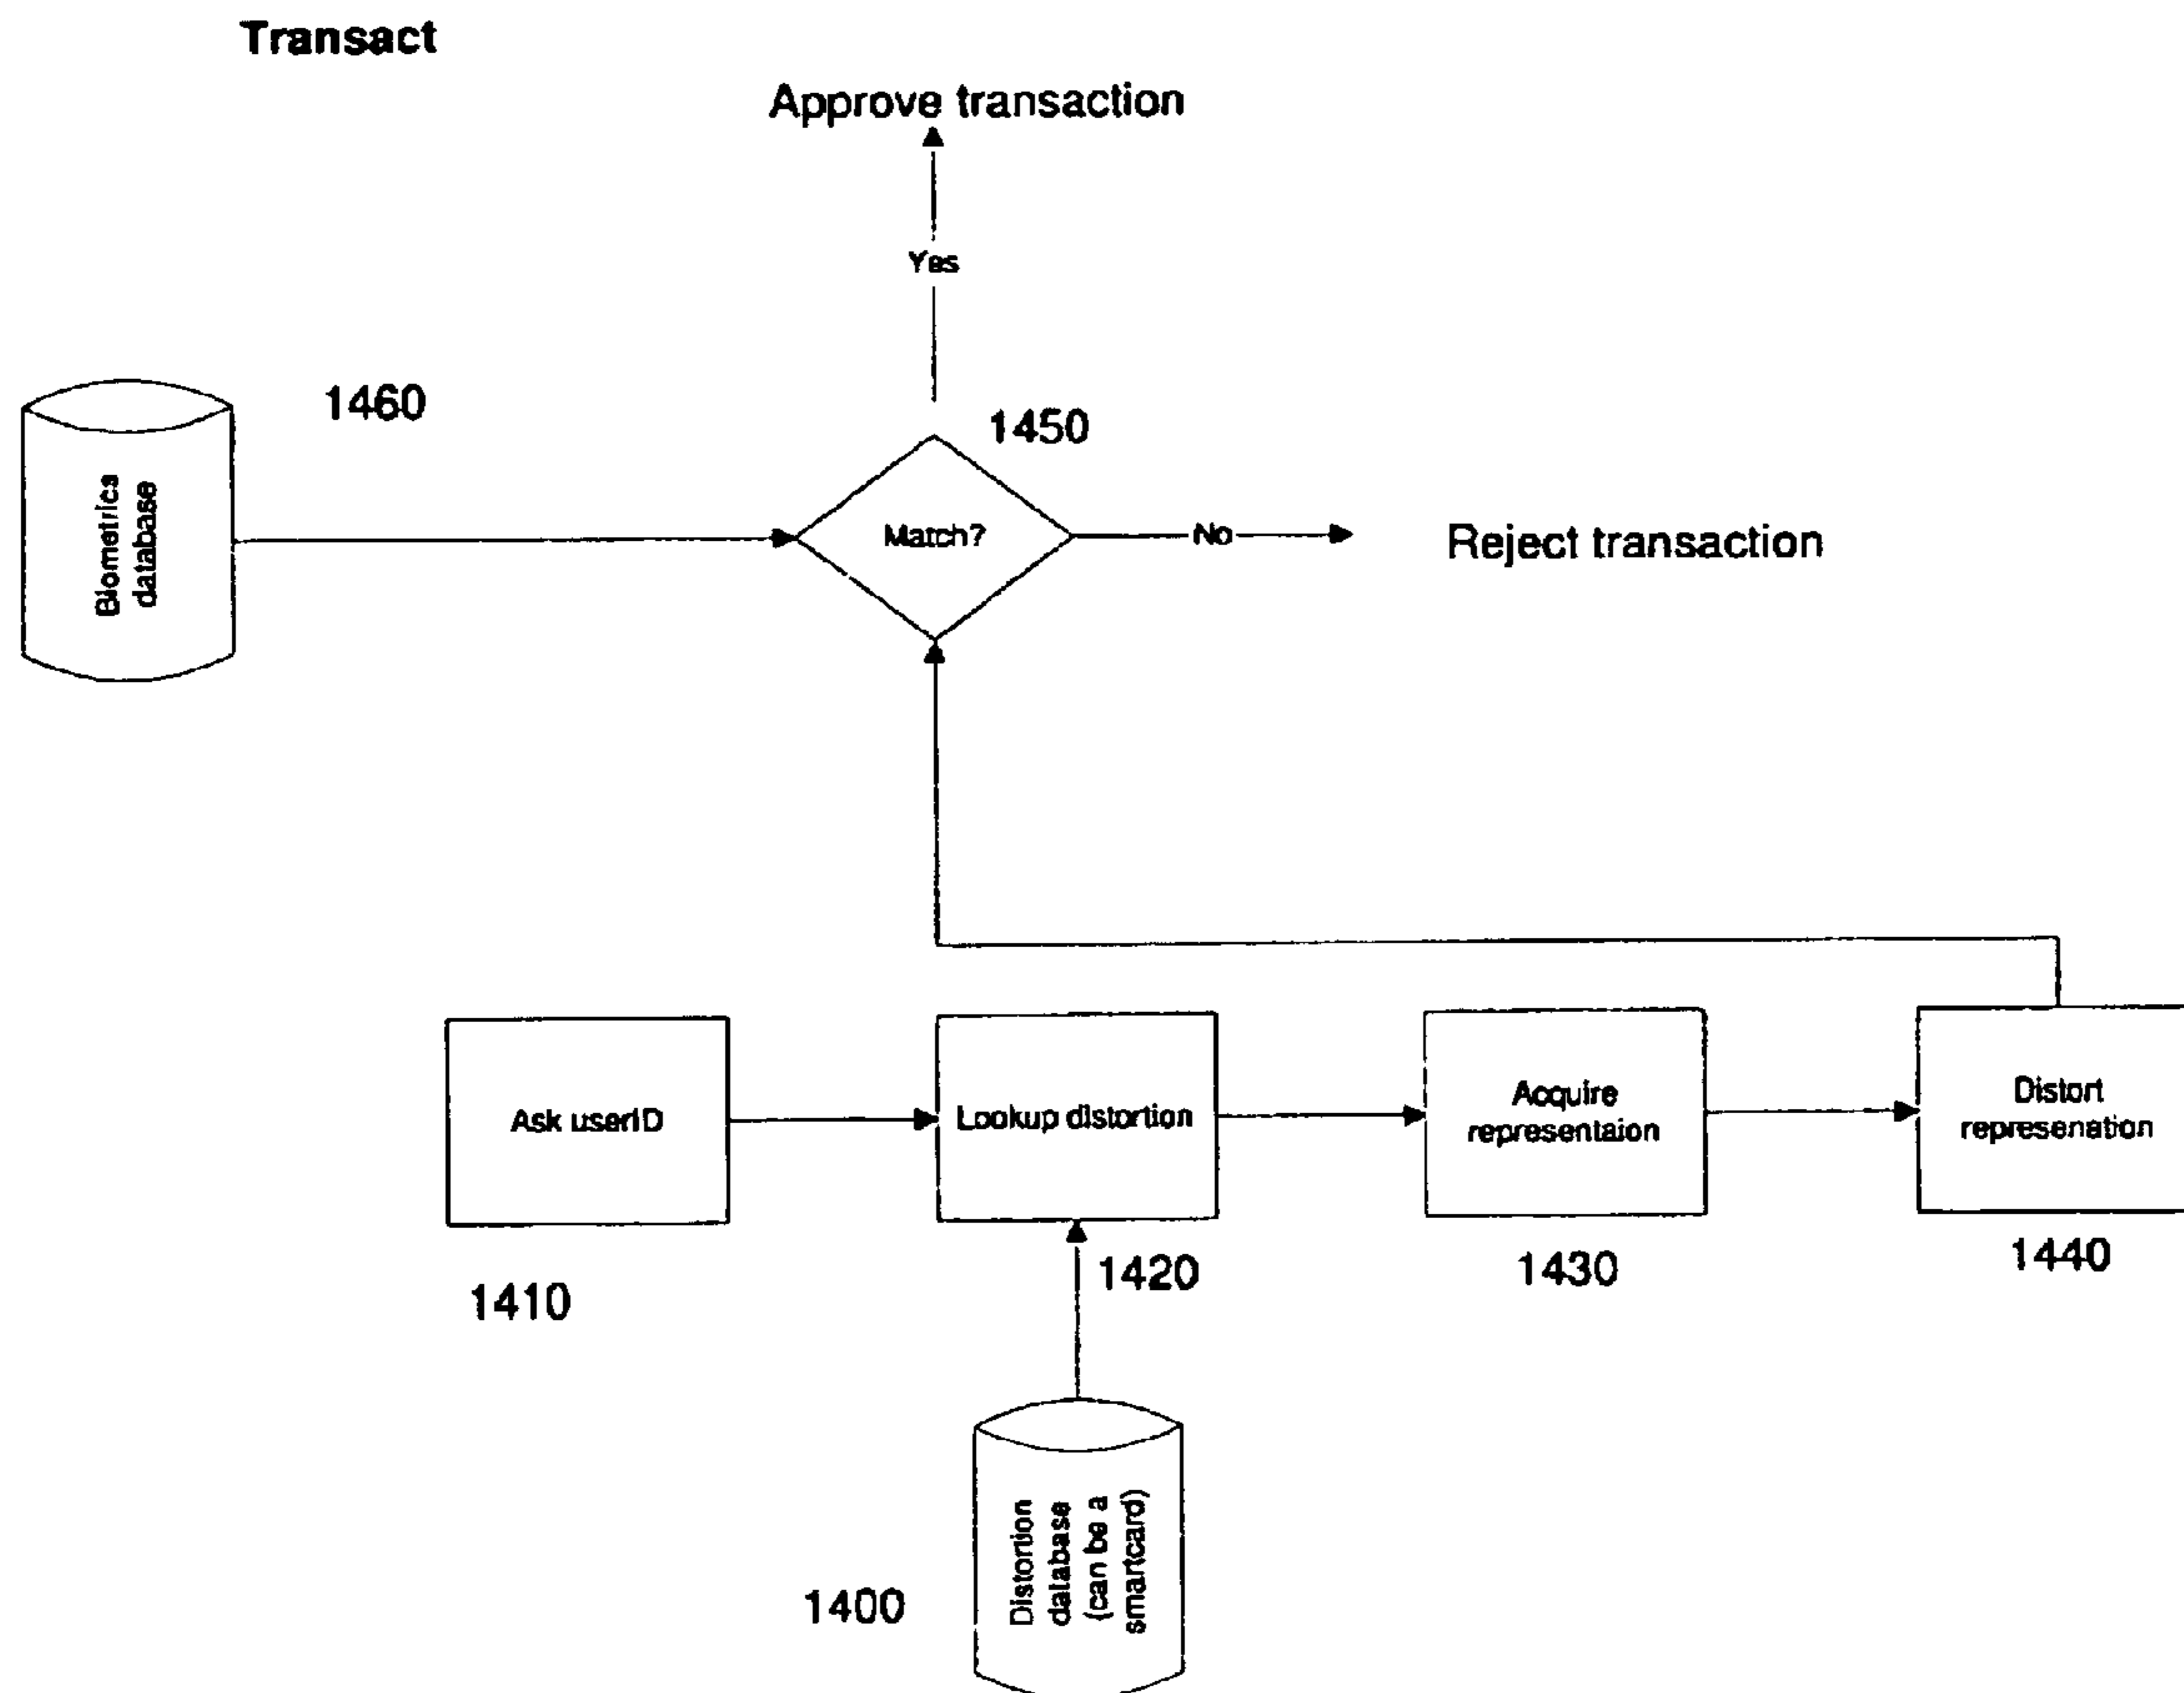 Transact
Approve transaction
Yes
1460
1450
Biometrics
database
Match?
No
Reject transaction
Ask userID
Lookup distortion
Acquire
representaion
Distort
represenation
1410
1420
1430
1440
1400
Distortion
database
(can be a
smartcard)